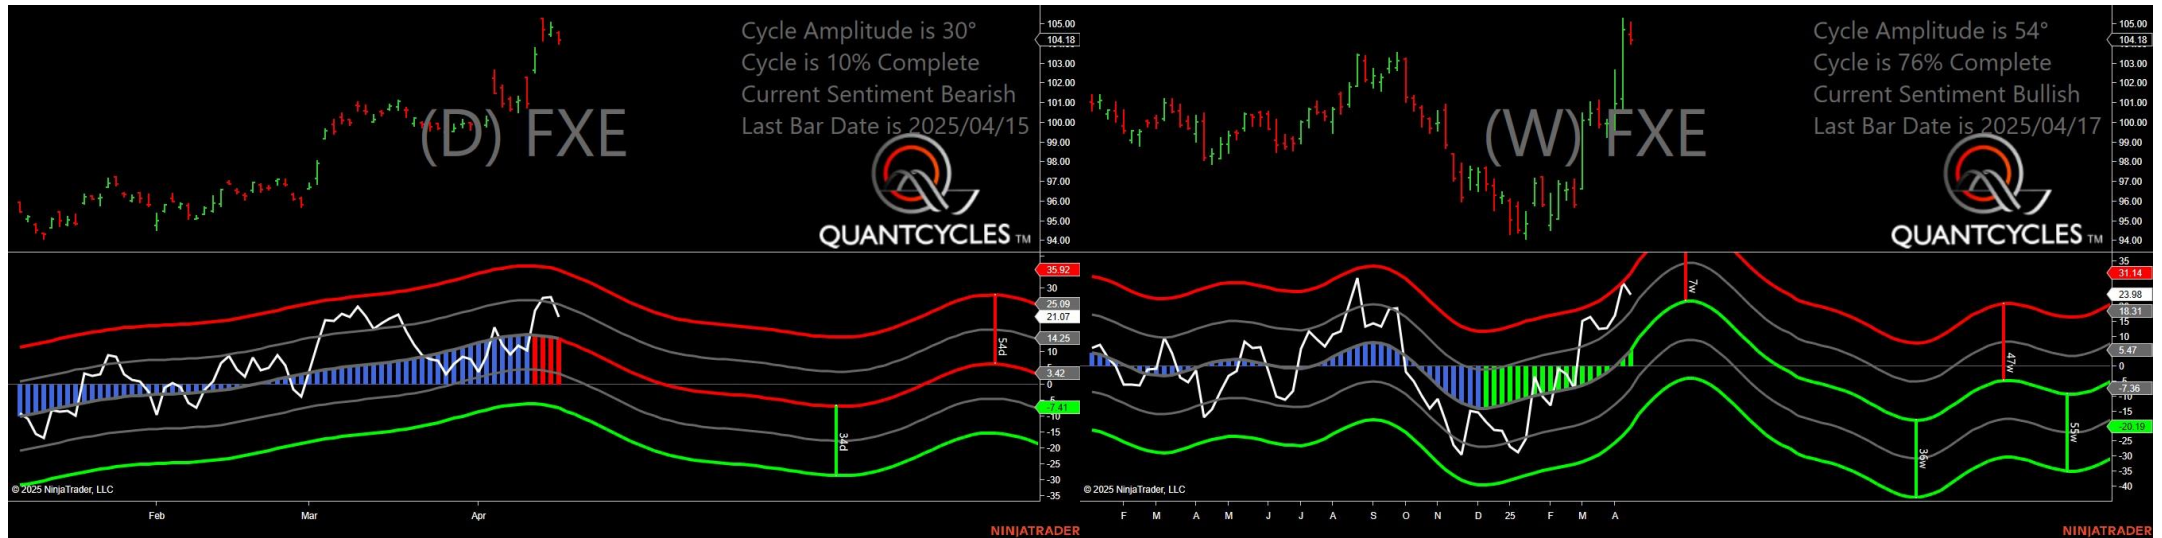 Cycle Amplitude is 30°
Cycle is 10% Complete
Current Sentiment Bearish
Last Bar Date is 2025/04/15
(D) FXE
QUANTCYCLES TM
105.00
104.18
103.00
102.00
101.00
100.00
99.00
98.00
97.00
96.00
95.00
94.00
35.92
30
25.09
21.07
14.25
10
3.42
0
-5
-7.41
-10
-15
-20
-25
-30
-35
54d
34d
© 2025 NinjaTrader, LLC
Feb Mar Apr
NINJATRADER
Cycle Amplitude is 54°
Cycle is 76% Complete
Current Sentiment Bullish
Last Bar Date is 2025/04/17
(W) FXE
QUANTCYCLES TM
105.00
104.18
103.00
102.00
101.00
100.00
99.00
98.00
97.00
96.00
95.00
94.00
35
31.14
23.98
18.31
15
10
5.47
0
-5
-7.36
-10
-15
-20.19
-25
-30
-35
-40
7w
47w
36w
55w
© 2025 NinjaTrader, LLC
F M A M J J A S O N D 25 F M A
NINJATRADER